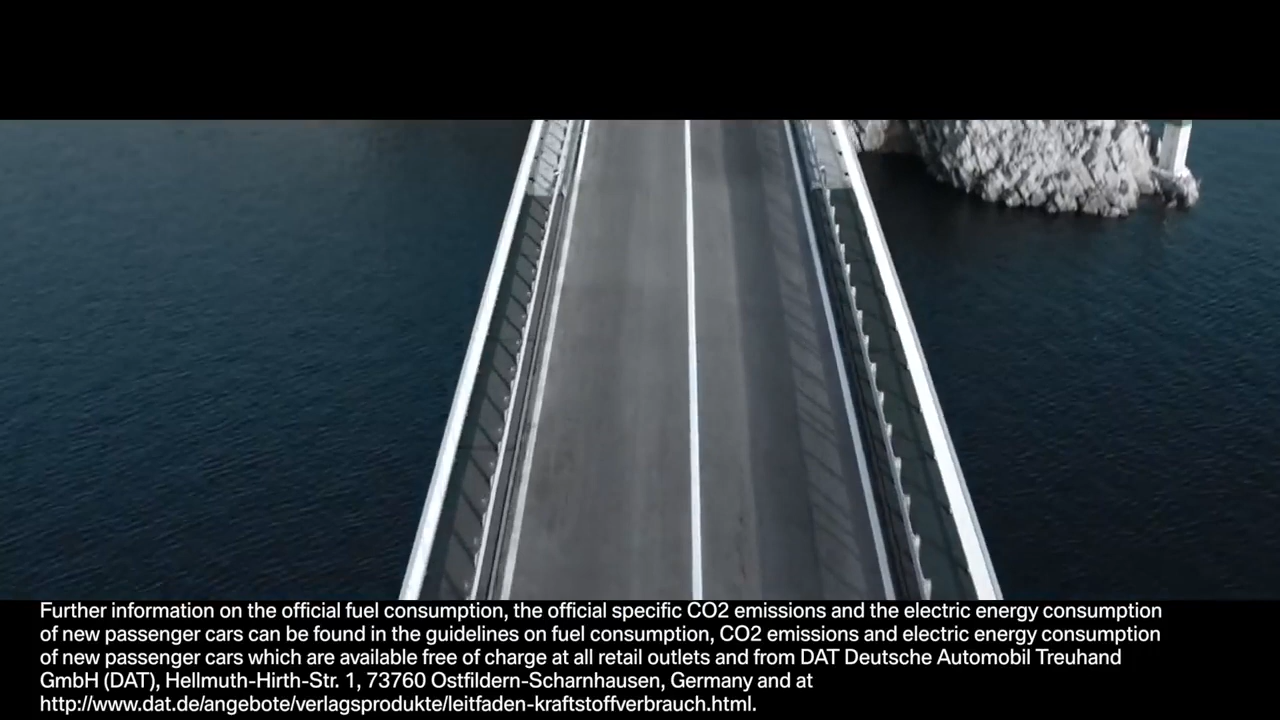 Further information on the official fuel consumption, the official specific CO2 emissions and the electric energy consumption
of new passenger cars can be found in the guidelines on fuel consumption, CO2 emissions and electric energy consumption
of new passenger cars which are available free of charge at all retail outlets and from DAT Deutsche Automobil Treuhand
GmbH (DAT), Hellmuth-Hirth-Str. 1, 73760 Ostfildern-Scharnhausen, Germany and at
http://www.dat.de/angebote/verlagsprodukte/leitfaden-kraftstoffverbrauch.html.